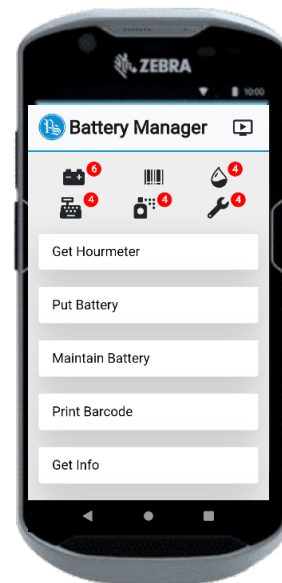 ZEBRA
10:00
PS Battery Manager
6
4
4
4
4
Get Hourmeter
Put Battery
Maintain Battery
Print Barcode
Get Info